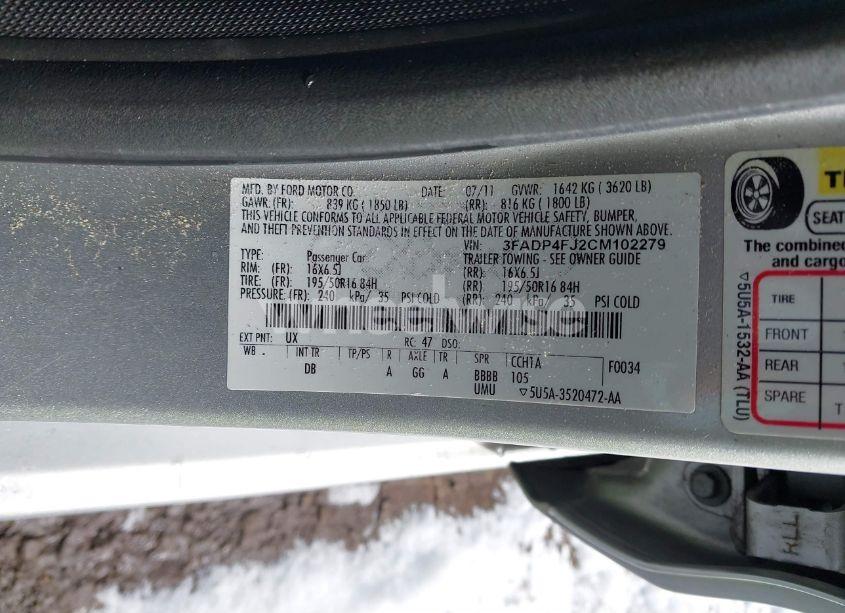 MFD. BY FORD MOTOR CO. DATE: 07/11 GVWR: 1642 KG ( 3620 LB)
GAWR: (FR): 839 KG ( 1850 LB) (RR): 816 KG ( 1800 LB)
THIS VEHICLE CONFORMS TO ALL APPLICABLE FEDERAL MOTOR VEHICLE SAFETY, BUMPER,
AND THEFT PREVENTION STANDARDS IN EFFECT ON THE DATE OF MANUFACTURE SHOWN ABOVE.
VIN: 3FADP4FJ2CM102279
TYPE: Passenger Car TRAILER TOWING - SEE OWNER GUIDE
RIM: (FR): 16X6.5J (RR): 16X6.5J
TIRE: (FR): 195/50R16 84H (RR): 195/50R16 84H
PRESSURE: (FR): 240 kPa/ 35 PSI COLD (RR): 240 kPa/ 35 PSI COLD
EXT PNT: UX RC: 47 DSO:
WB . INT TR TP/PS R AXLE TR SPR CCH1A F0034
DB A GG A BBBB 105
UMU ▽5U5A-3520472-AA
SEAT
The combined
and cargo
TIRE
FRONT
REAR
SPARE
T
▽5U5A-1532-AA (TLU)